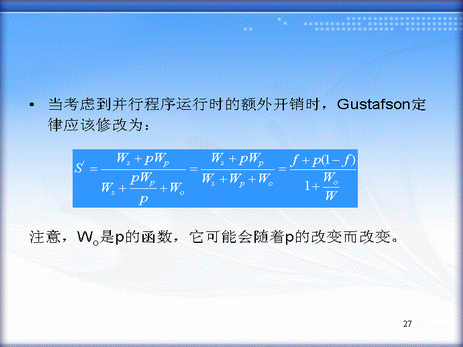 • 当考虑到并行程序运行时的额外开销时，Gustafson定
律应该修改为：
S' = \frac{W_s + pW_p}{W_s + \frac{pW_p}{p} + W_o} = \frac{W_s + pW_p}{W_s + W_p + W_o} = \frac{f + p(1 - f)}{1 + \frac{W_o}{W}}
注意，W_o是p的函数，它可能会随着p的改变而改变。
27